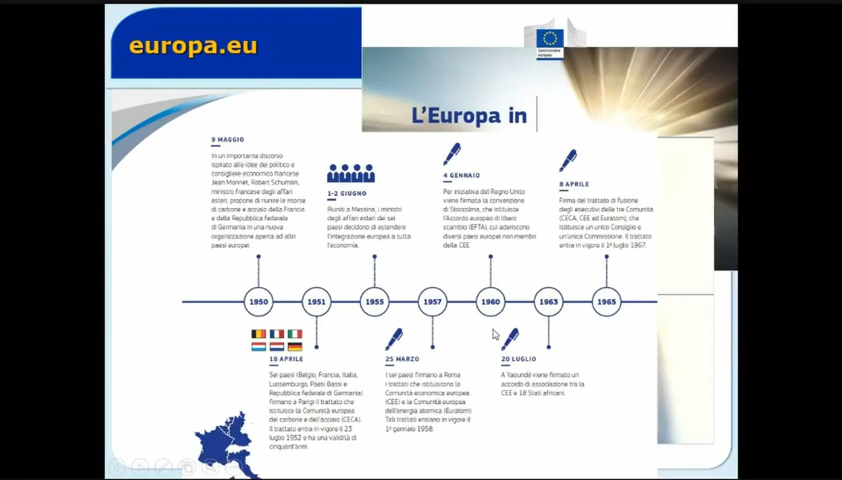 europa.eu
Commissione
europea
L'Europa in
9 MAGGIO
In un importante discorso
ispirato alle idee del politico e
consigliere economico francese
Jean Monnet, Robert Schuman,
ministro francese degli affari
esteri, propone di riunire le risorse
di carbone e acciaio della Francia
e della Repubblica federale
di Germania in una nuova
organizzazione aperta ad altri
paesi europei.
1-2 GIUGNO
Riuniti a Messina, i ministri
degli affari esteri dei sei
paesi decidono di estendere
l'integrazione europea a tutta
l'economia.
4 GENNAIO
Per iniziativa del Regno Unito
viene firmata la convenzione
di Stoccolma, che istituisce
l'Accordo europeo di libero
scambio (EFTA), cui aderiscono
diversi paesi europei non membri
della CEE.
8 APRILE
Firma del trattato di fusione
degli esecutivi delle tre Comunità
(CECA, CEE ed Euratom), che
istituisce un unico Consiglio e
un'unica Commissione. Il trattato
entra in vigore il 1º luglio 1967.
1950
1951
1955
1957
1960
1963
1965
18 APRILE
Sei paesi (Belgio, Francia, Italia,
Lussemburgo, Paesi Bassi e
Repubblica federale di Germania)
firmano a Parigi il trattato che
istituisce la Comunità europea
del carbone e dell'acciaio (CECA).
Il trattato entra in vigore il 23
luglio 1952 e ha una validità di
cinquant'anni.
25 MARZO
I sei paesi firmano a Roma
i trattati che istituiscono la
Comunità economica europea
(CEE) e la Comunità europea
dell'energia atomica (Euratom).
Tali trattati entrano in vigore il
1º gennaio 1958.
20 LUGLIO
A Yaoundé viene firmato un
accordo di associazione tra la
CEE e 18 Stati africani.